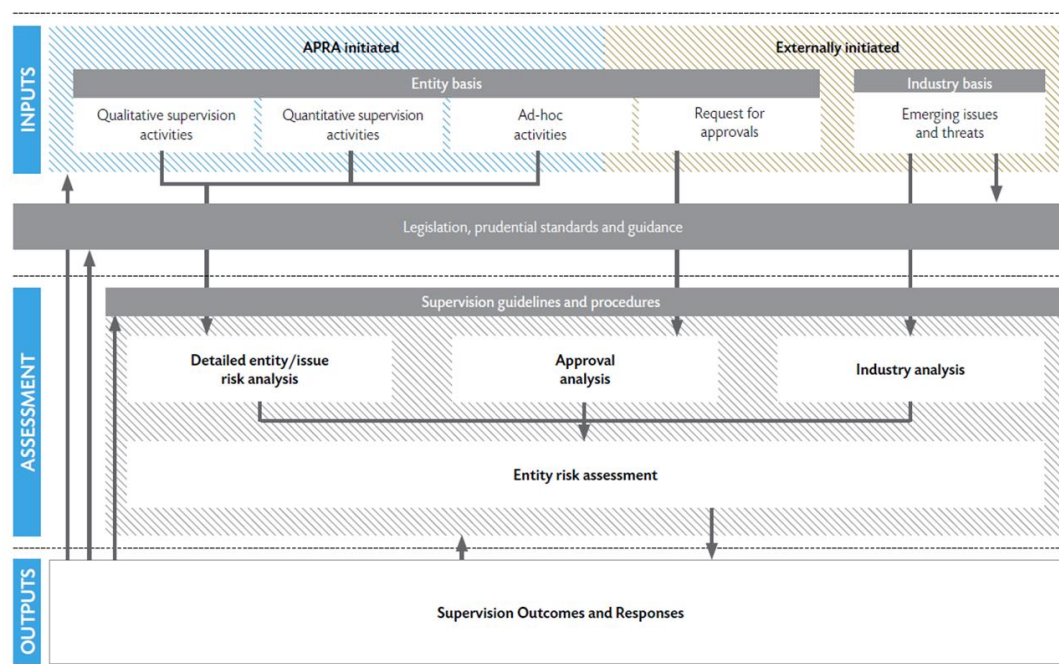 INPUTS
APRA initiated
Externally initiated
Entity basis
Industry basis
Qualitative supervision
activities
Quantitative supervision
activities
Ad-hoc
activities
Request for
approvals
Emerging issues
and threats
Legislation, prudential standards and guidance
ASSESSMENT
Supervision guidelines and procedures
Detailed entity/issue
risk analysis
Approval
analysis
Industry analysis
Entity risk assessment
OUTPUTS
Supervision Outcomes and Responses